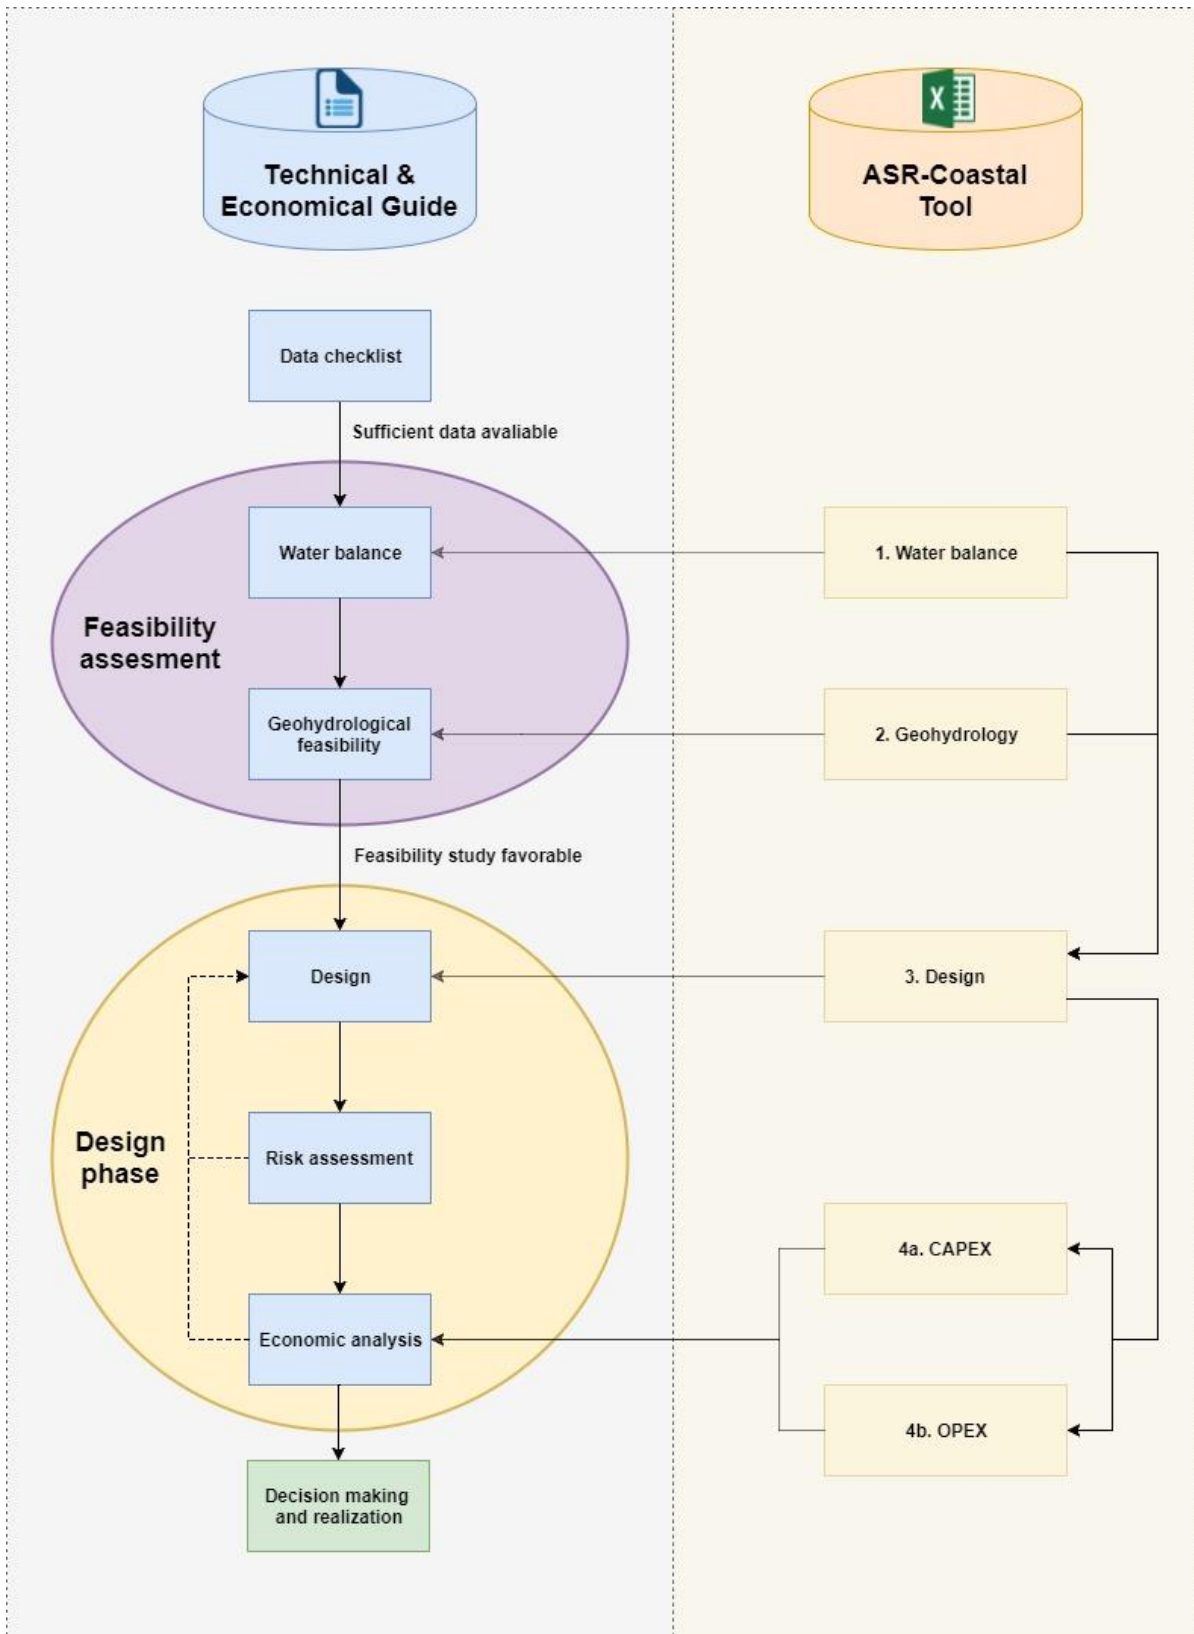 Technical &
Economical Guide
X
ASR-Coastal
Tool
Data checklist
Sufficient data avaliable
Water balance
1. Water balance
Feasibility
assesment
Geohydrological
feasibility
2. Geohydrology
Feasibility study favorable
Design
3. Design
Design
phase
Risk assessment
4a. CAPEX
Economic analysis
4b. OPEX
Decision making
and realization